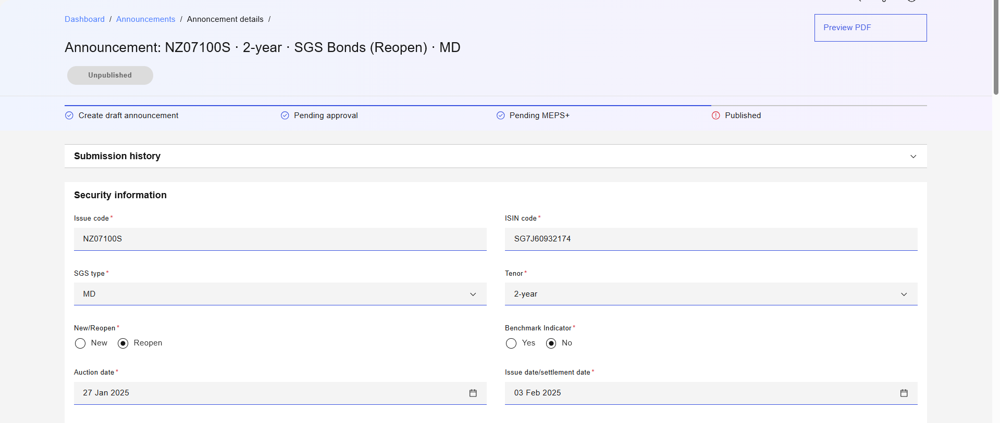 Dashboard / Announcements / Annoncement details /
Preview PDF
Announcement: NZ07100S · 2-year · SGS Bonds (Reopen) · MD
Unpublished
Create draft announcement
Pending approval
Pending MEPS+
Published
Submission history
Security information
Issue code*
ISIN code*
NZ07100S
SG7J60932174
SGS type*
Tenor*
MD
2-year
New/Reopen*
Benchmark Indicator*
New Reopen
Yes No
Auction date*
Issue date/settlement date*
27 Jan 2025
03 Feb 2025